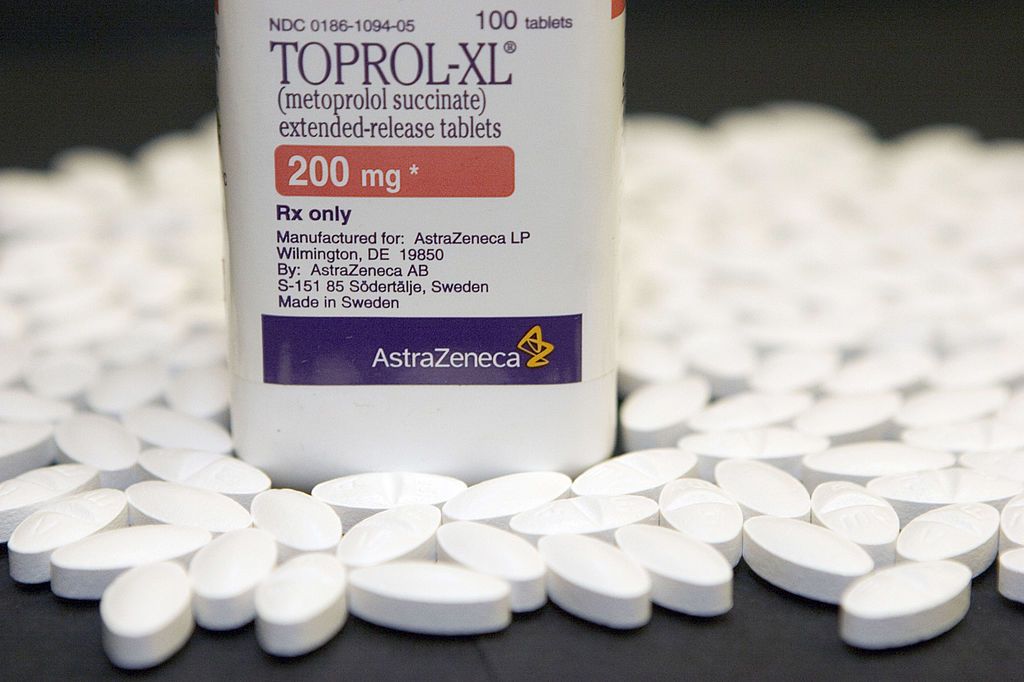 NDC 0186-1094-05 100 tablets
TOPROL-XL®
(metoprolol succinate)
extended-release tablets
200 mg *
Rx only
Manufactured for: AstraZeneca LP
Wilmington, DE 19850
By: AstraZeneca AB
S-151 85 Södertälje, Sweden
Made in Sweden
AstraZeneca